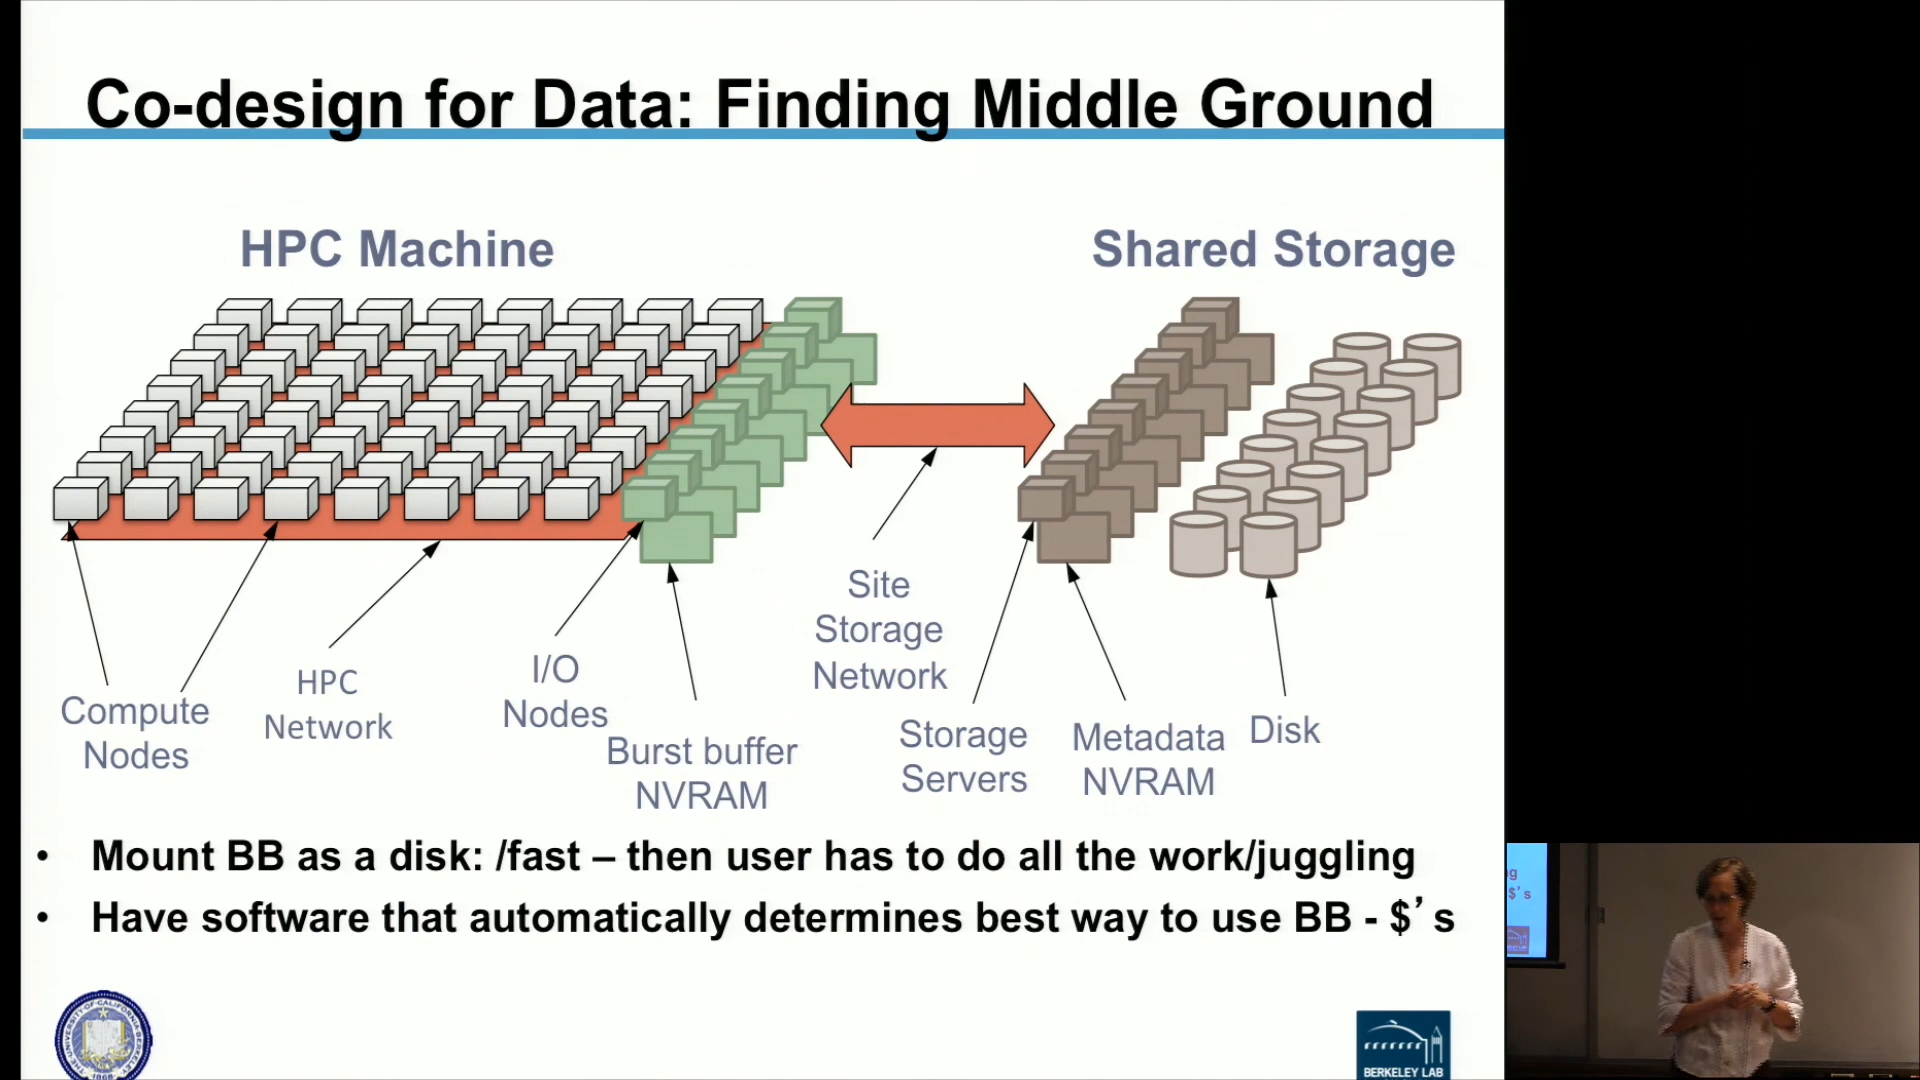 Co-design for Data: Finding Middle Ground
HPC Machine
Shared Storage
Compute
Nodes
HPC
Network
I/O
Nodes
Burst buffer
NVRAM
Site
Storage
Network
Storage
Servers
Metadata
NVRAM
Disk
• Mount BB as a disk: /fast – then user has to do all the work/juggling
• Have software that automatically determines best way to use BB - $'s
BERKELEY LAB
1868
g
$'s